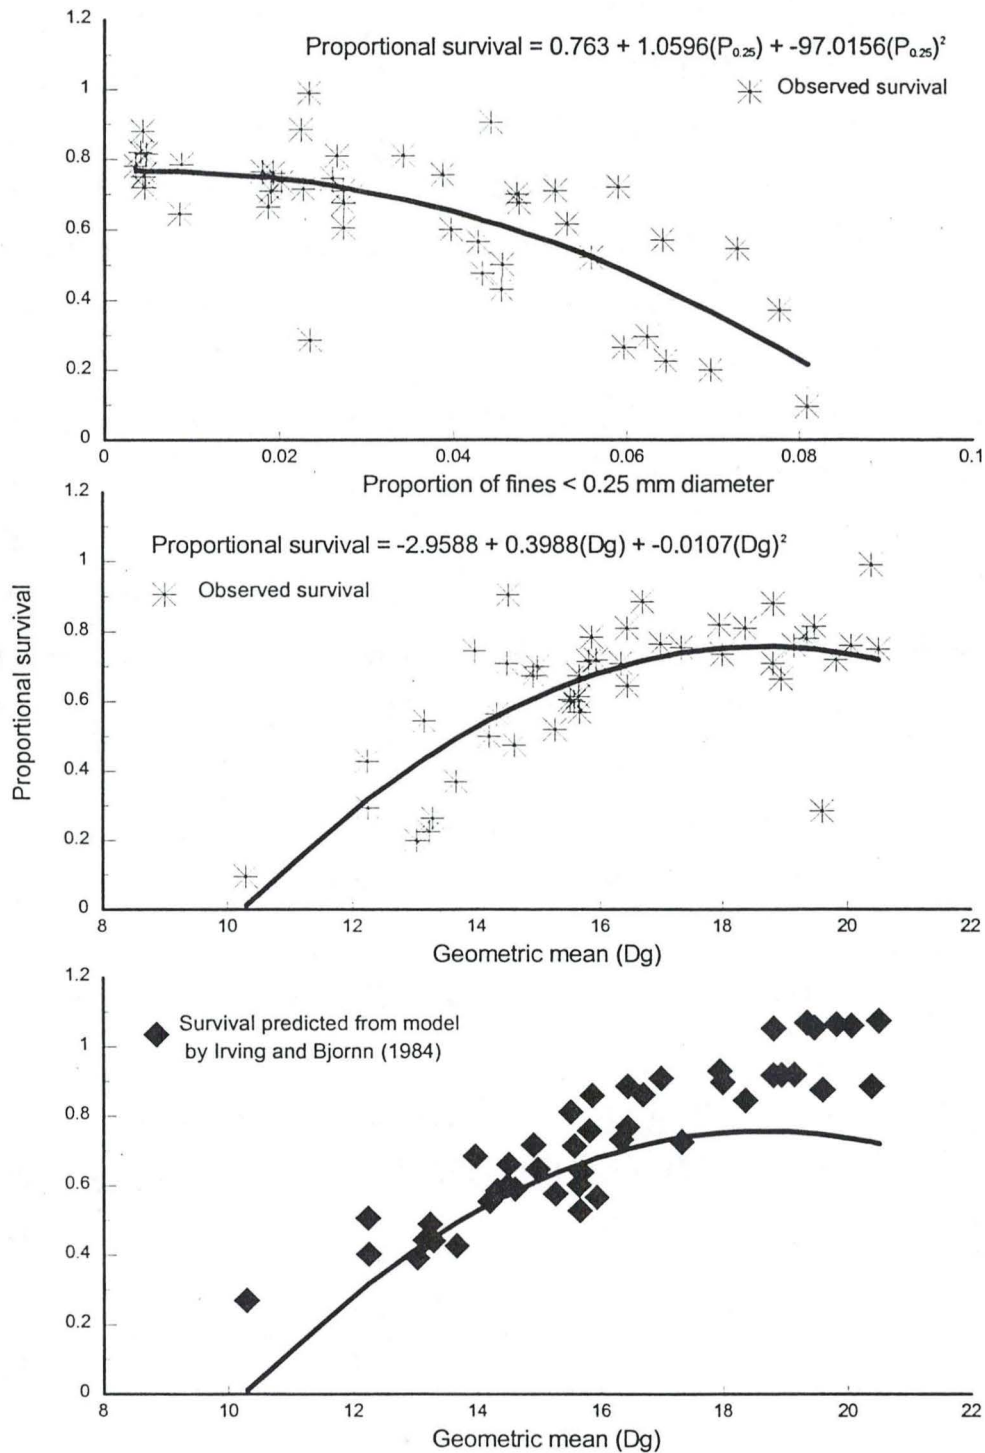 1.2
Proportional survival = 0.763 + 1.0596(P₀.₂₅) + -97.0156(P₀.₂₅)²
1
Observed survival
0.8
0.6
0.4
0.2
0
0 0.02 0.04 0.06 0.08 0.1
Proportion of fines < 0.25 mm diameter
1.2
Proportional survival = -2.9588 + 0.3988(Dg) + -0.0107(Dg)²
1
Observed survival
0.8
0.6
0.4
0.2
0
8 10 12 14 16 18 20 22
Geometric mean (Dg)
Proportional survival
1.2
Survival predicted from model
by Irving and Bjornn (1984)
1
0.8
0.6
0.4
0.2
0
8 10 12 14 16 18 20 22
Geometric mean (Dg)